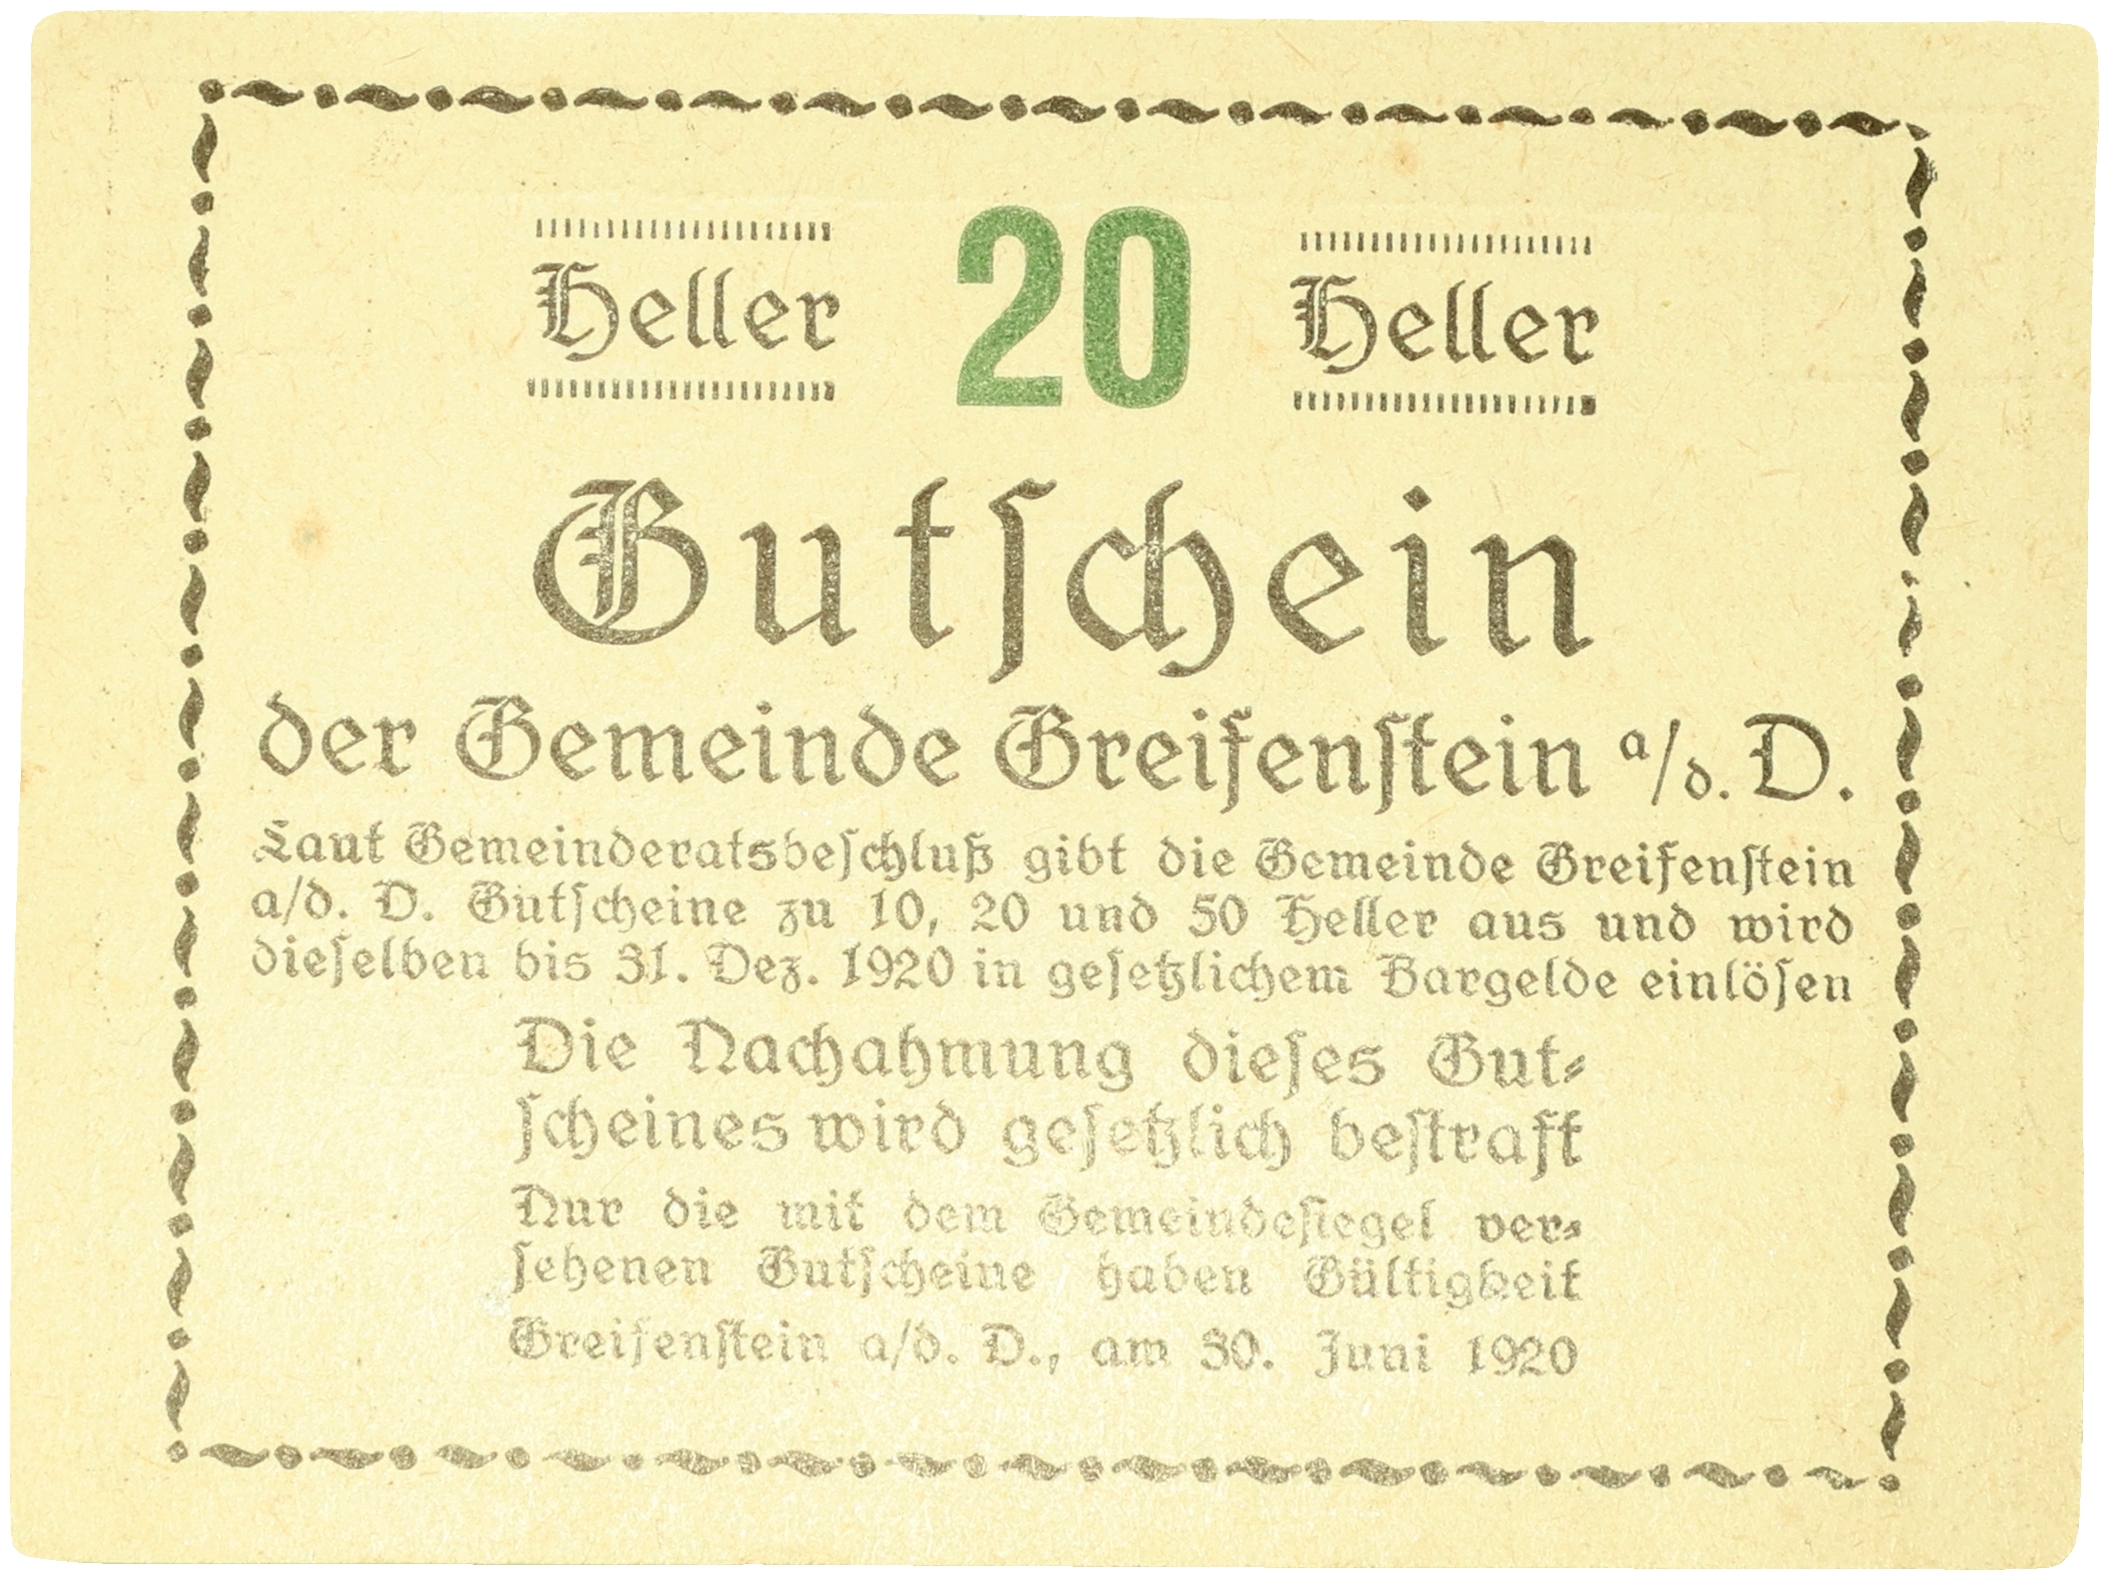 Heller 20 Heller
Gutschein
der Gemeinde Greifenstein a/d. D.
Laut Gemeinderatsbeschluß gibt die Gemeinde Greifenstein
a/d. D. Gutscheine zu 10, 20 und 50 Heller aus und wird
dieselben bis 31. Dez. 1920 in gesetzlichem Bargelde einlösen
Die Nachahmung dieses Gut-
scheines wird gesetzlich bestraft
Nur die mit dem Gemeindesiegel ver-
sehenen Gutscheine haben Gültigkeit
Greifenstein a/d. D., am 30. Juni 1920